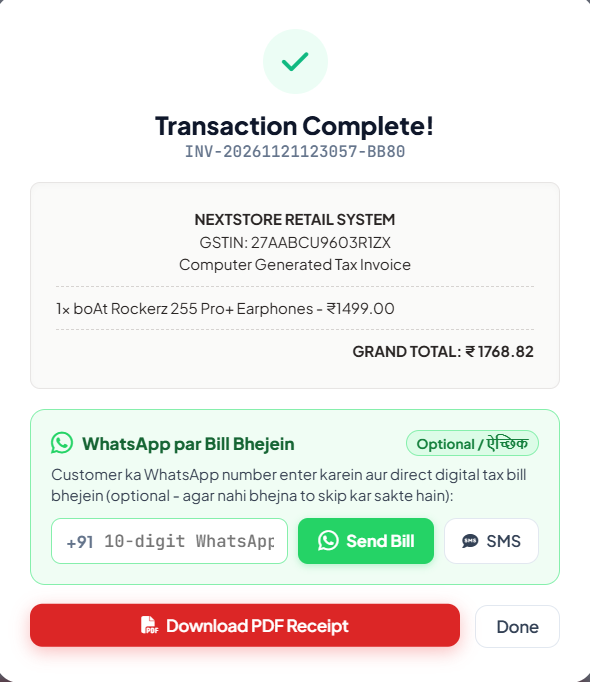 Transaction Complete!
INV-20261121123057-BB80
NEXTSTORE RETAIL SYSTEM
GSTIN: 27AABCU9603R1ZX
Computer Generated Tax Invoice
1x boAt Rockerz 255 Pro+ Earphones - ₹1499.00
GRAND TOTAL: ₹ 1768.82
WhatsApp par Bill Bhejein
Optional / ऐच्छिक
Customer ka WhatsApp number enter karein aur direct digital tax bill
bhejein (optional - agar nahi bhejna to skip kar sakte hain):
+91 10-digit WhatsApp
Send Bill
SMS SMS
PDF Download PDF Receipt
Done